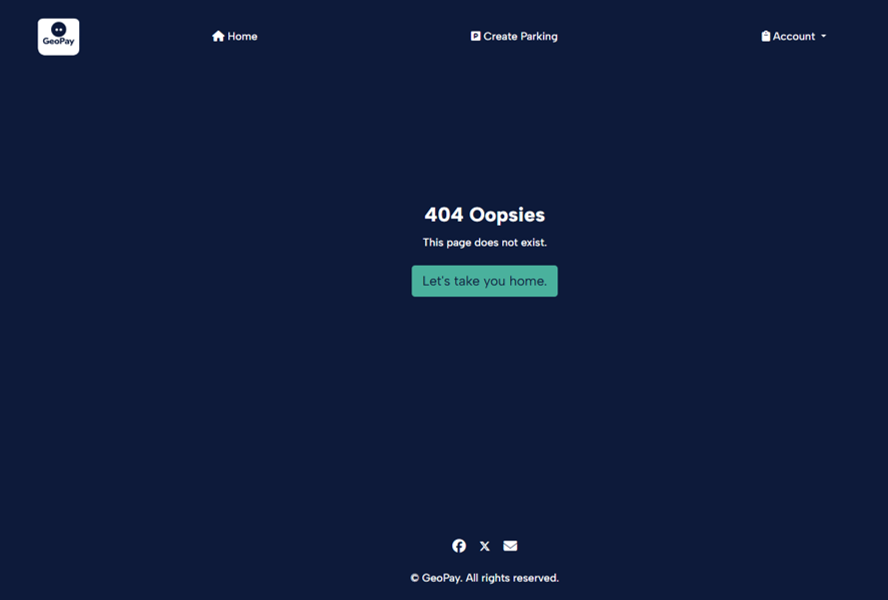 GeoPay
Home
Create Parking
Account
404 Oopsies
This page does not exist.
Let's take you home.
© GeoPay. All rights reserved.